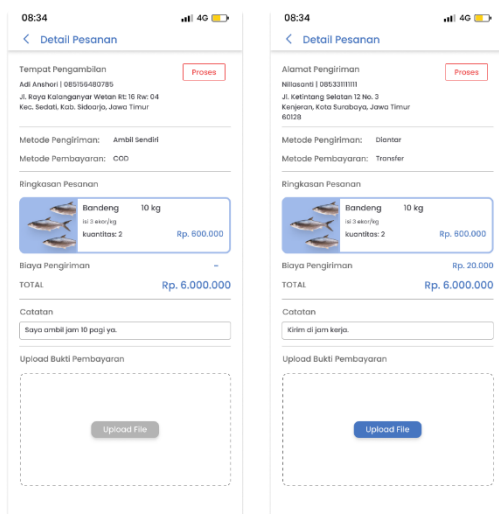 08:34
4G
Detail Pesanan
Tempat Pengambilan
Proses
Adi Anshori | 085156480785
Jl. Raya Kalanganyar Wetan Rt: 16 Rw: 04
Kec. Sedati, Kab. Sidoarjo, Jawa Timur
Metode Pengiriman: Ambil Sendiri
Metode Pembayaran: COD
Ringkasan Pesanan
Bandeng 10 kg
isi 3 ekor/kg
kuantitas: 2 Rp. 600.000
Biaya Pengiriman -
TOTAL Rp. 6.000.000
Catatan
Saya ambil jam 10 pagi ya.
Upload Bukti Pembayaran
Upload File
08:34
4G
Detail Pesanan
Alamat Pengiriman
Proses
Nillasanti | 085331111111
Jl. Ketintang Selatan 12 No. 3
Kenjeran, Kota Surabaya, Jawa Timur
60128
Metode Pengiriman: Diantar
Metode Pembayaran: Transfer
Ringkasan Pesanan
Bandeng 10 kg
isi 3 ekor/kg
kuantitas: 2 Rp. 600.000
Biaya Pengiriman Rp. 20.000
TOTAL Rp. 6.000.000
Catatan
Kirim di jam kerja.
Upload Bukti Pembayaran
Upload File